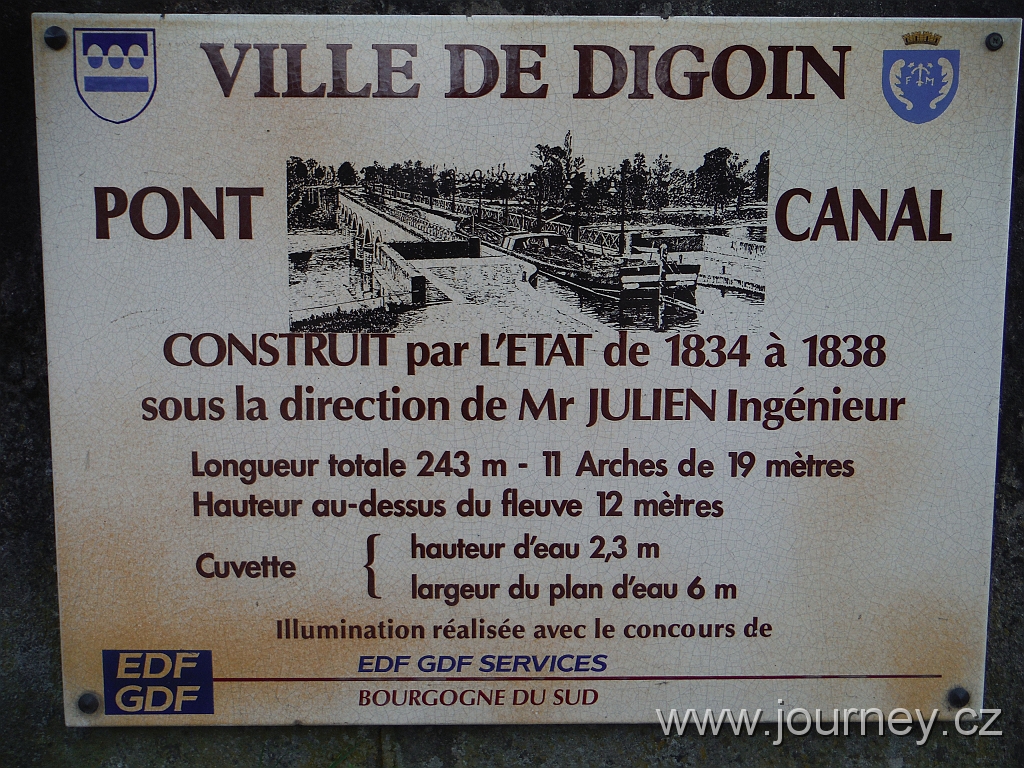 VILLE DE DIGOIN
F M
PONT CANAL
CONSTRUIT par L'ETAT de 1834 à 1838
sous la direction de Mr JULIEN Ingénieur
Longueur totale 243 m - 11 Arches de 19 mètres
Hauteur au-dessus du fleuve 12 mètres
Cuvette { hauteur d'eau 2,3 m
largeur du plan d'eau 6 m
Illumination réalisée avec le concours de
EDF GDF
EDF GDF SERVICES
BOURGOGNE DU SUD
www.journey.cz